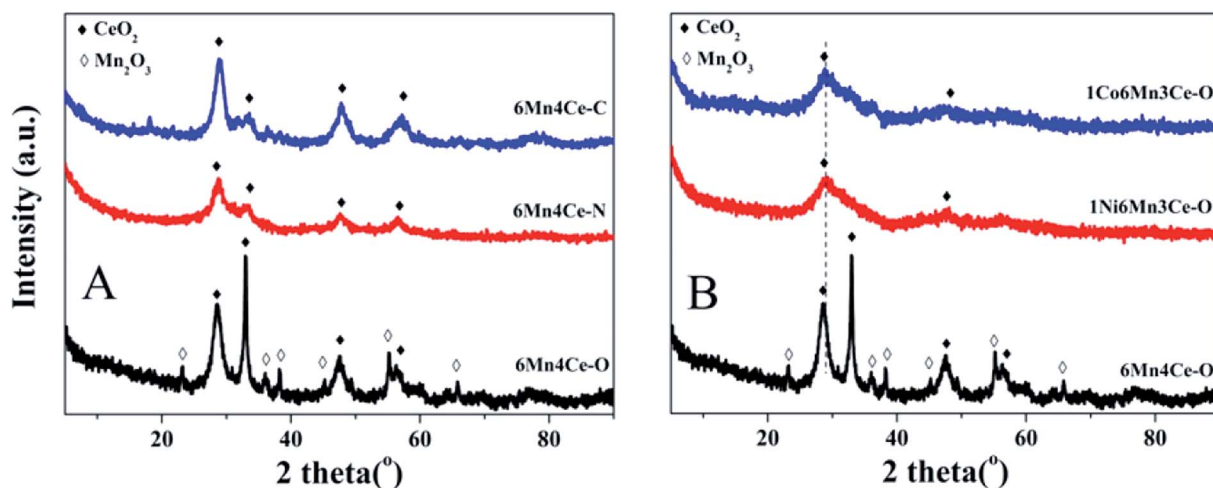 ◆ CeO₂
◇ Mn₂O₃
6Mn4Ce-C
6Mn4Ce-N
6Mn4Ce-O
A
Intensity (a.u.)
20 40 60 80
2 theta(°)
◆ CeO₂
◇ Mn₂O₃
1Co6Mn3Ce-O
1Ni6Mn3Ce-O
6Mn4Ce-O
B
20 40 60 80
2 theta(°)